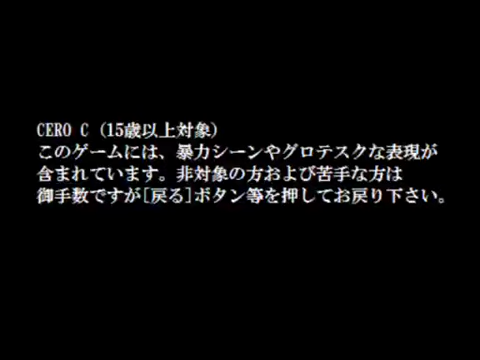 CERO C (15歳以上対象)
このゲームには、暴力シーンやグロテスクな表現が
含まれています。非対象の方および苦手な方は
御手数ですが[戻る]ボタン等を押してお戻り下さい。